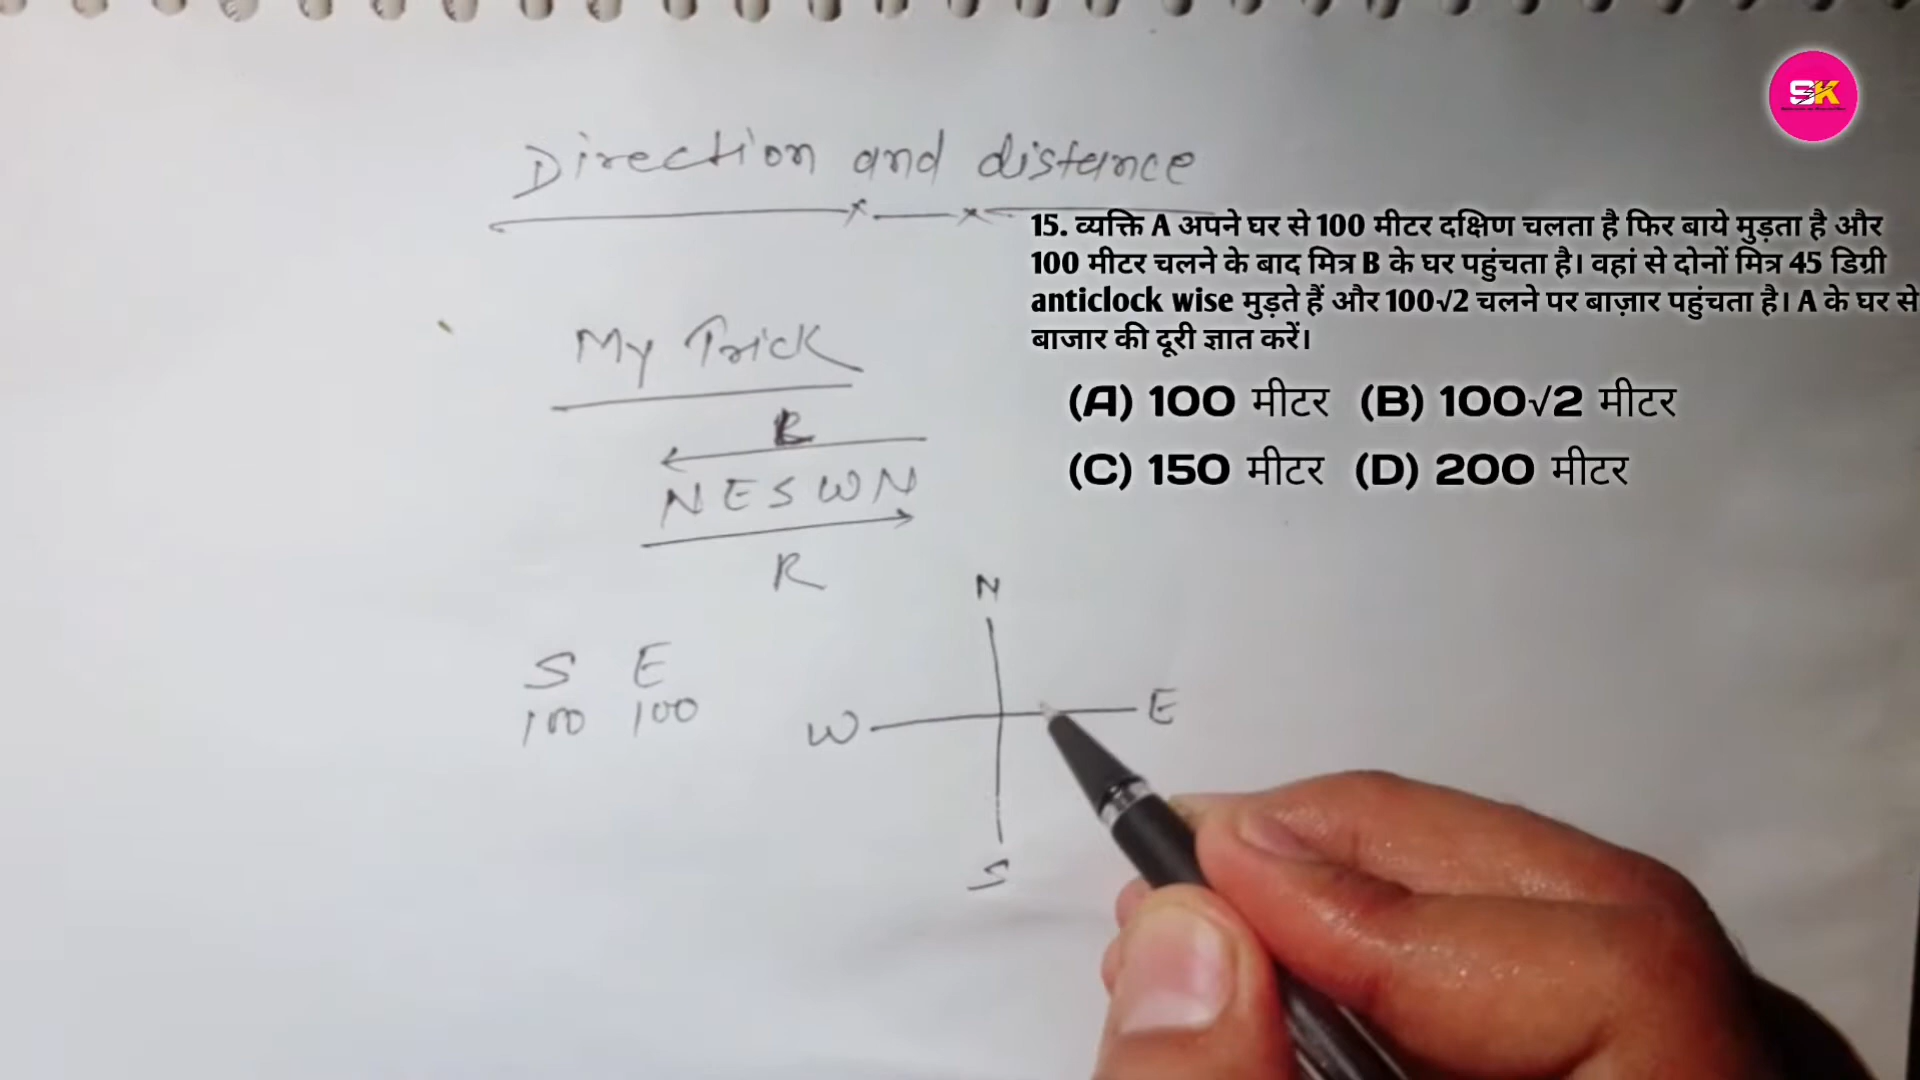 SK
Direction and distance
15. व्यक्ति A अपने घर से 100 मीटर दक्षिण चलता है फिर बाये मुड़ता है और
100 मीटर चलने के बाद मित्र B के घर पहुंचता है। वहां से दोनों मित्र 45 डिग्री
anticlock wise मुड़ते हैं और 100√2 चलने पर बाज़ार पहुंचता है। A के घर से
बाजार की दूरी ज्ञात करें।
(A) 100 मीटर (B) 100√2 मीटर
(C) 150 मीटर (D) 200 मीटर
My Trick
N E S W N
R
S E
100 100
N
W E
S